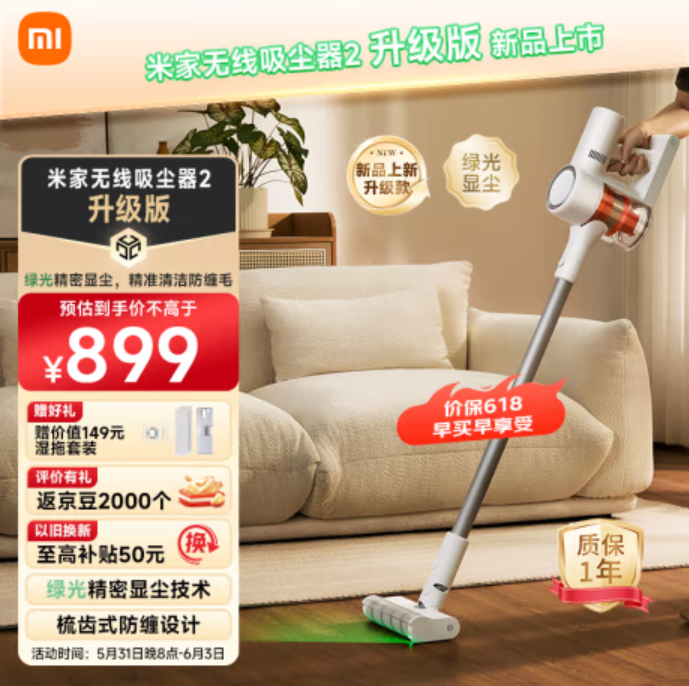 mi
米家无线吸尘器2 升级版 新品上市
NEW
新品上新
升级款
绿光
显尘
米家无线吸尘器2
升级版
绿光精密显尘，精准清洁防缠毛
预估到手价不高于
¥899
价保618
早买早享受
赠好礼
赠价值149元
湿拖套装
评价有礼
返京豆2000个
以旧换新
至高补贴50元
换
质保
1年
绿光精密显尘技术
梳齿式防缠设计
活动时间：5月31日晚8点-6月3日